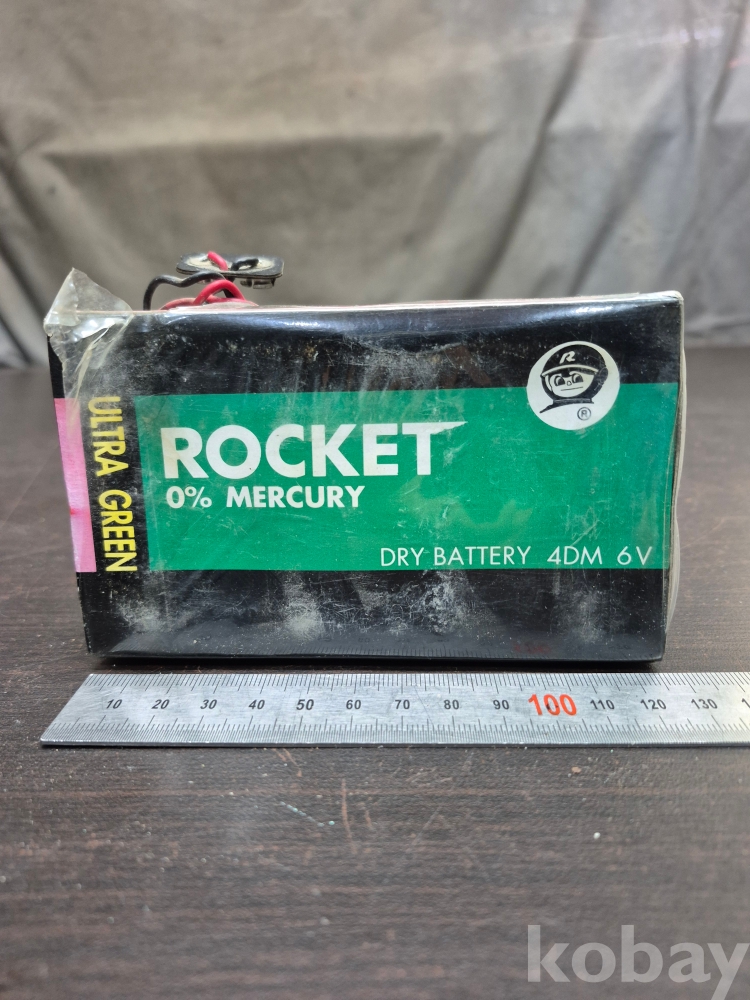 R
®
ULTRA GREEN
ROCKET
0% MERCURY
DRY BATTERY 4DM 6V
10 20 30 40 50 60 70 80 90 100 110 120 130
kobay